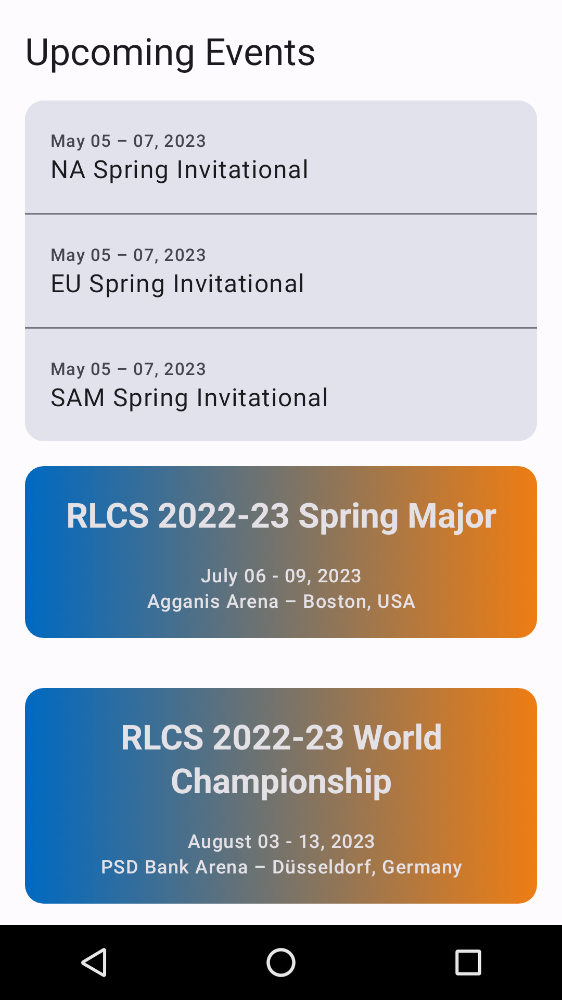 Upcoming Events
May 05 – 07, 2023
NA Spring Invitational
May 05 – 07, 2023
EU Spring Invitational
May 05 – 07, 2023
SAM Spring Invitational
RLCS 2022-23 Spring Major
July 06 - 09, 2023
Agganis Arena – Boston, USA
RLCS 2022-23 World
Championship
August 03 - 13, 2023
PSD Bank Arena – Düsseldorf, Germany